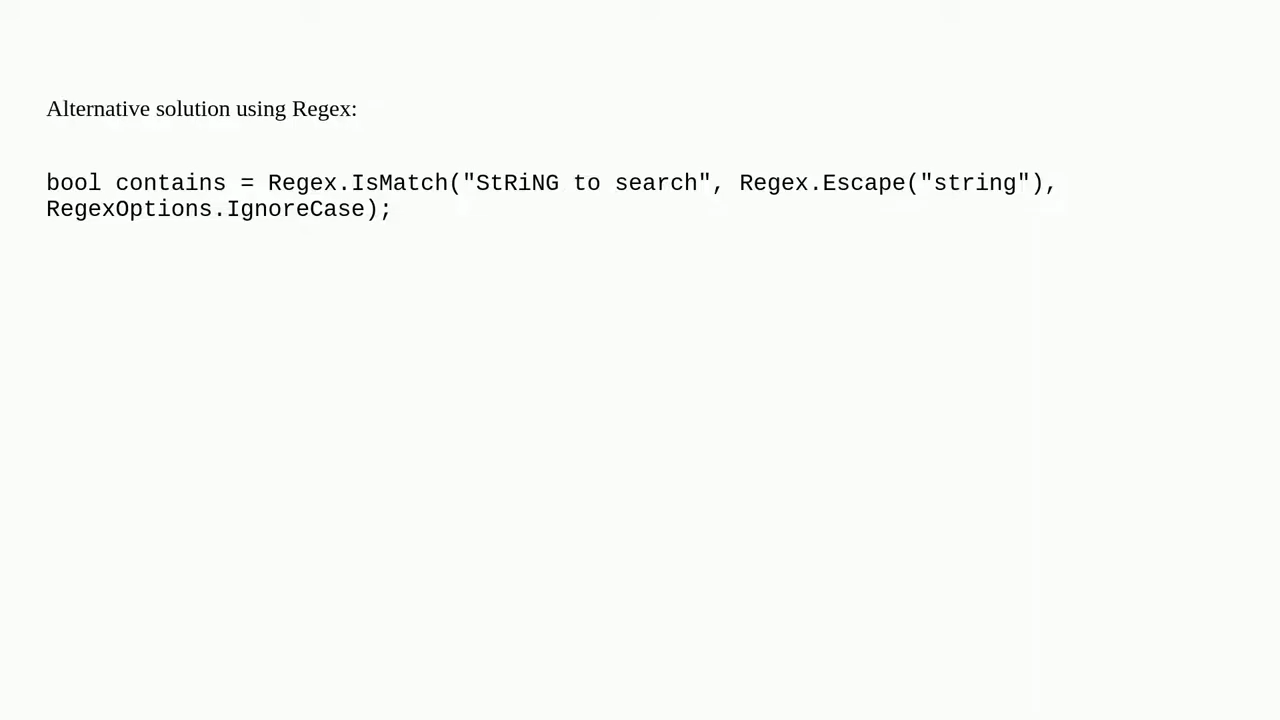 Alternative solution using Regex:
bool contains = Regex.IsMatch("StRiNG to search", Regex.Escape("string"),
RegexOptions.IgnoreCase);